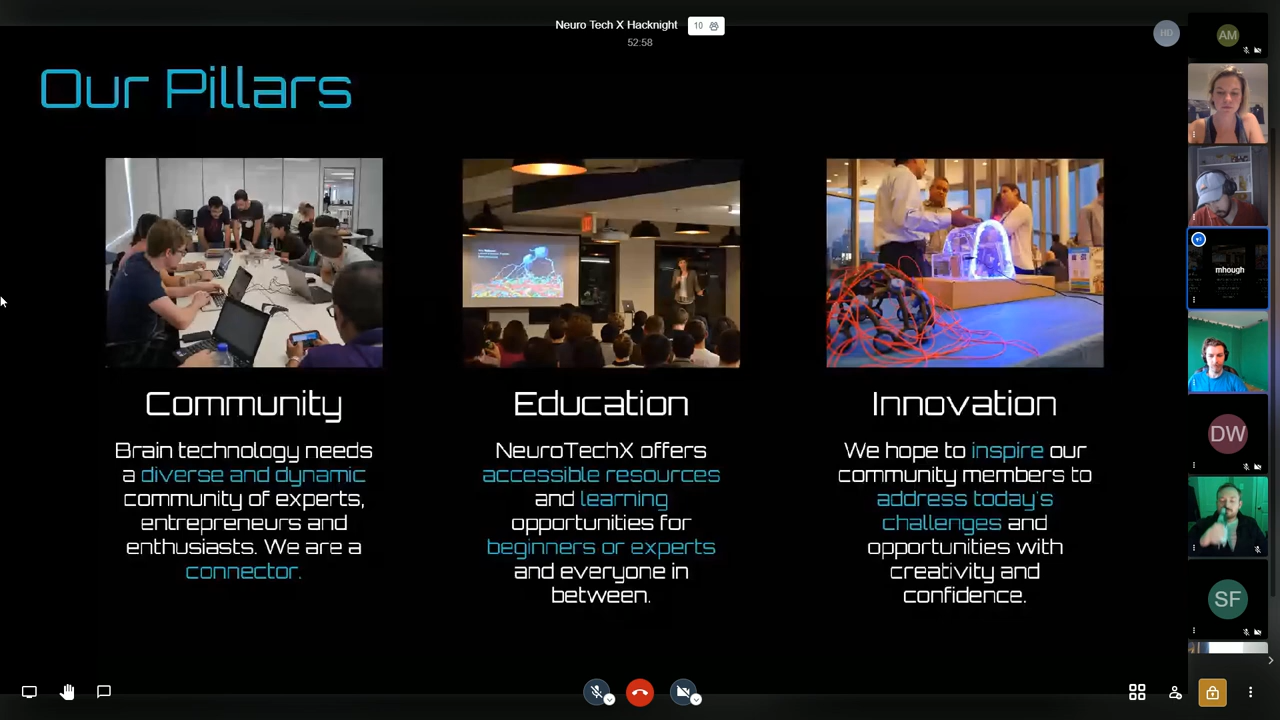 Neuro Tech X Hacknight
10
52:58
HD
AM
Our Pillars
mhough
Community
Brain technology needs
a diverse and dynamic
community of experts,
entrepreneurs and
enthusiasts. We are a
connector.
Education
NeuroTechX offers
accessible resources
and learning
opportunities for
beginners or experts
and everyone in
between.
Innovation
We hope to inspire our
community members to
address today's
challenges and
opportunities with
creativity and
confidence.
DW
SF